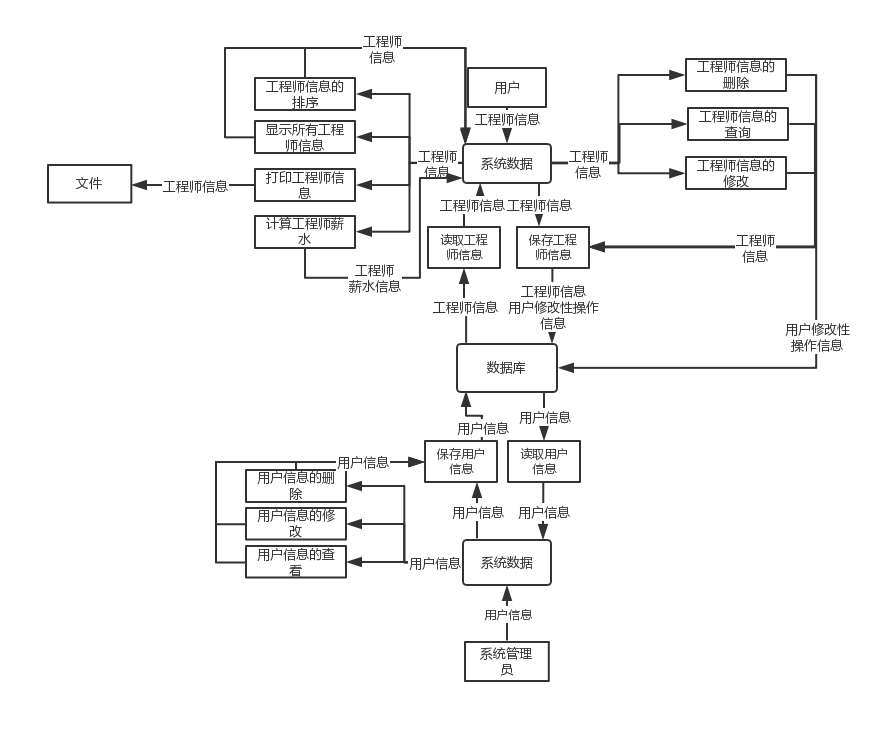 工程师
信息
用户
工程师信息的
排序
工程师信息的
删除
工程师信息
显示所有工程
师信息
工程师信息的
查询
工程师
信息
系统数据
工程师
信息
工程师信息的
修改
文件
工程师信息
打印工程师信
息
工程师信息
工程师信息
计算工程师薪
水
读取工程
师信息
保存工程
师信息
工程师
信息
工程师
薪水信息
工程师信息
工程师信息
用户修改性操作
信息
用户修改性
操作信息
数据库
用户信息
用户信息
用户信息
保存用户
信息
读取用户
信息
用户信息的删
除
用户信息的修
改
用户信息
用户信息
用户信息的查
看
用户信息
系统数据
用户信息
系统管理
员